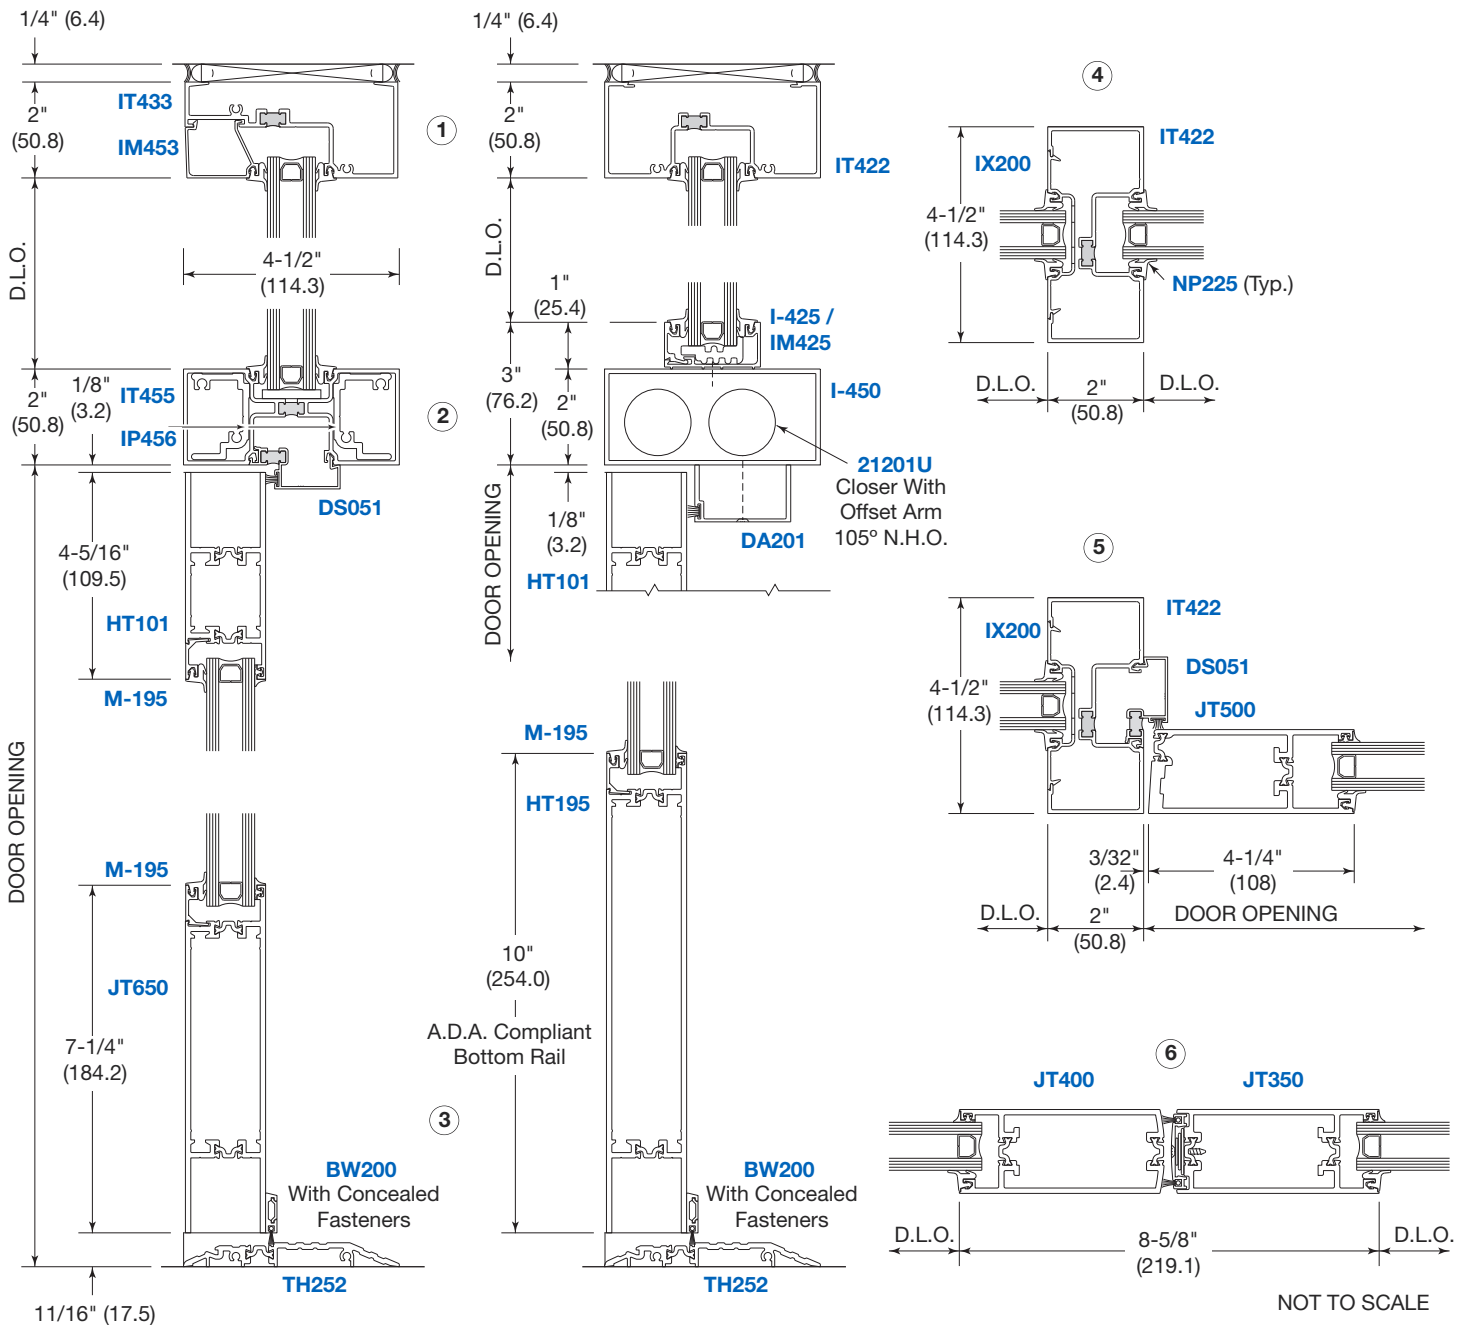 1/4" (6.4)
IT433
2"
(50.8)
IM453
1
D.L.O.
4-1/2"
(114.3)
2"
(50.8)
1/8"
(3.2)
IT455
IP456
2
DS051
4-5/16"
(109.5)
HT101
M-195
DOOR OPENING
M-195
JT650
7-1/4"
(184.2)
3
BW200
With Concealed
Fasteners
TH252
11/16" (17.5)
1/4" (6.4)
2"
(50.8)
IT422
D.L.O.
1"
(25.4)
I-425 /
IM425
3"
(76.2)
2"
(50.8)
I-450
21201U
Closer With
Offset Arm
105º N.H.O.
DOOR OPENING
1/8"
(3.2)
DA201
HT101
M-195
HT195
10"
(254.0)
A.D.A. Compliant
Bottom Rail
BW200
With Concealed
Fasteners
TH252
4
IT422
IX200
4-1/2"
(114.3)
NP225 (Typ.)
D.L.O.
2"
(50.8)
D.L.O.
5
IT422
IX200
DS051
4-1/2"
(114.3)
JT500
3/32"
(2.4)
4-1/4"
(108)
D.L.O.
2"
(50.8)
DOOR OPENING
6
JT400
JT350
D.L.O.
8-5/8"
(219.1)
D.L.O.
NOT TO SCALE